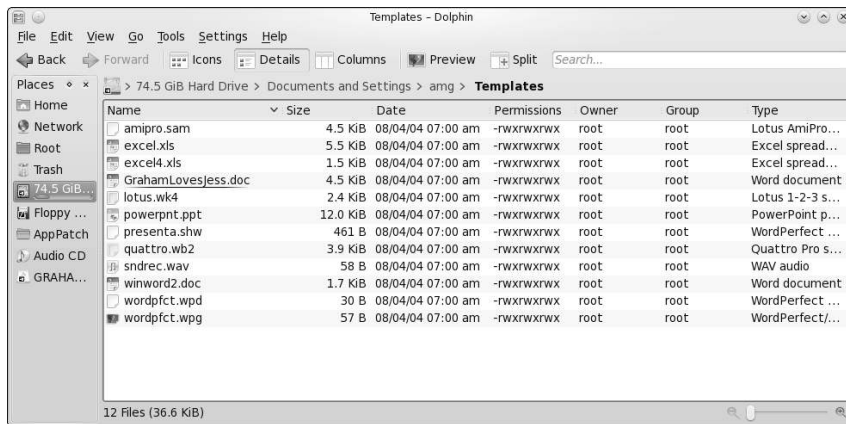 Templates – Dolphin
File Edit View Go Tools Settings Help
Back Forward Icons Details Columns Preview Split Search...
Places > 74.5 GiB Hard Drive > Documents and Settings > amg > Templates
Home
Network
Root
Trash
74.5 GiB...
Floppy ...
AppPatch
Audio CD
GRAHA...
Name Size Date Permissions Owner Group Type
amipro.sam 4.5 KiB 08/04/04 07:00 am -rwxrwxrwx root root Lotus AmiPro...
excel.xls 5.5 KiB 08/04/04 07:00 am -rwxrwxrwx root root Excel spread...
excel4.xls 1.5 KiB 08/04/04 07:00 am -rwxrwxrwx root root Excel spread...
GrahamLovesJess.doc 4.5 KiB 08/04/04 07:00 am -rwxrwxrwx root root Word document
lotus.wk4 2.4 KiB 08/04/04 07:00 am -rwxrwxrwx root root Lotus 1-2-3 s...
powerpnt.ppt 12.0 KiB 08/04/04 07:00 am -rwxrwxrwx root root PowerPoint p...
presenta.shw 461 B 08/04/04 07:00 am -rwxrwxrwx root root WordPerfect ...
quattro.wb2 3.9 KiB 08/04/04 07:00 am -rwxrwxrwx root root Quattro Pro s...
sndrec.wav 58 B 08/04/04 07:00 am -rwxrwxrwx root root WAV audio
winword2.doc 1.7 KiB 08/04/04 07:00 am -rwxrwxrwx root root Word document
wordpfct.wpd 30 B 08/04/04 07:00 am -rwxrwxrwx root root WordPerfect ...
wordpfct.wpg 57 B 08/04/04 07:00 am -rwxrwxrwx root root WordPerfect/...
12 Files (36.6 KiB)